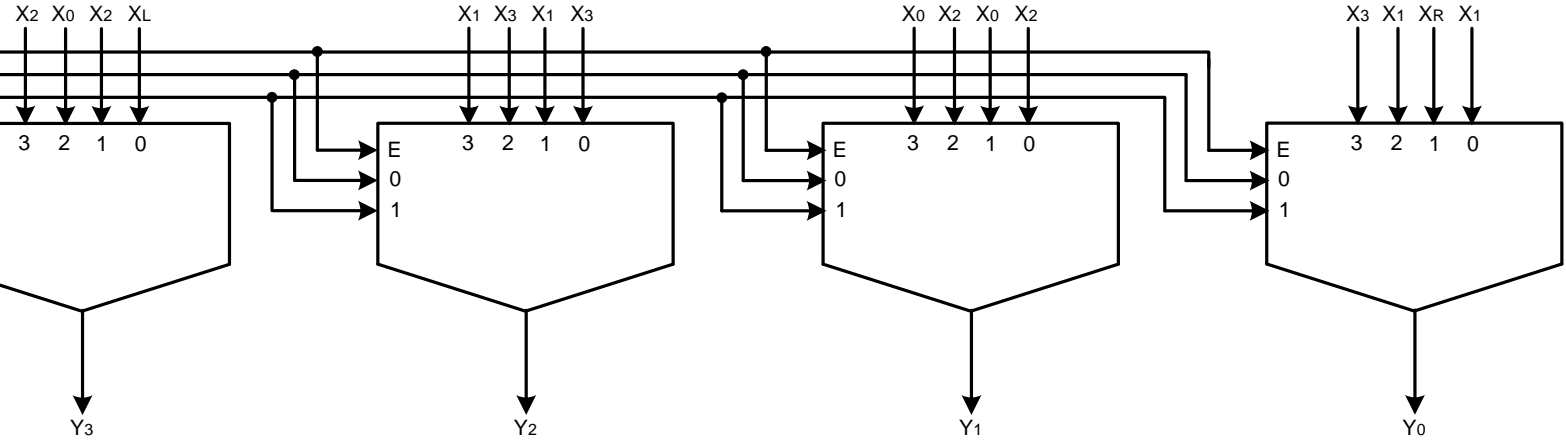 X2 X0 X2 XL X1 X3 X1 X3 X0 X2 X0 X2 X3 X1 XR X1
3 2 1 0 E 3 2 1 0 E 3 2 1 0 E 3 2 1 0
0 0 0
1 1 1
Y3 Y2 Y1 Y0